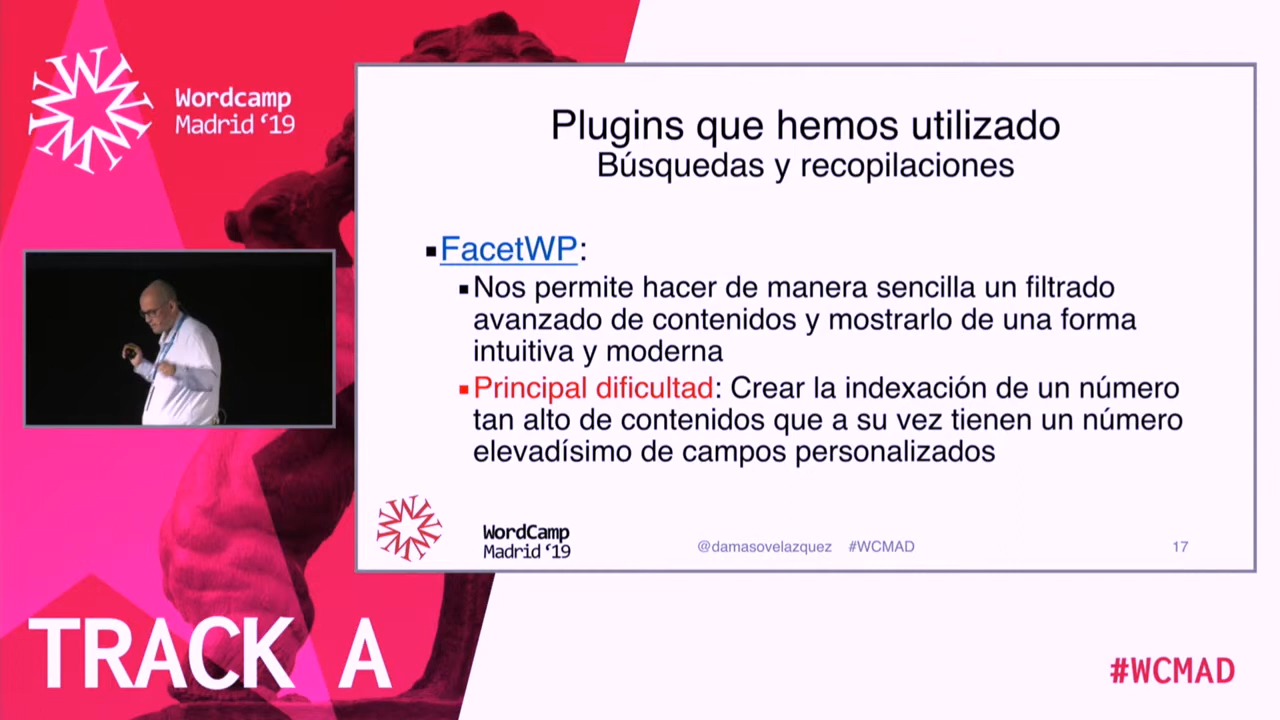 Wordcamp
Madrid ‘19
Plugins que hemos utilizado
Búsquedas y recopilaciones
FacetWP:
Nos permite hacer de manera sencilla un filtrado
avanzado de contenidos y mostrarlo de una forma
intuitiva y moderna
Principal dificultad: Crear la indexación de un número
tan alto de contenidos que a su vez tienen un número
elevadísimo de campos personalizados
WordCamp
Madrid ‘19
@damasovelazquez #WCMAD
17
TRACK A
#WCMAD